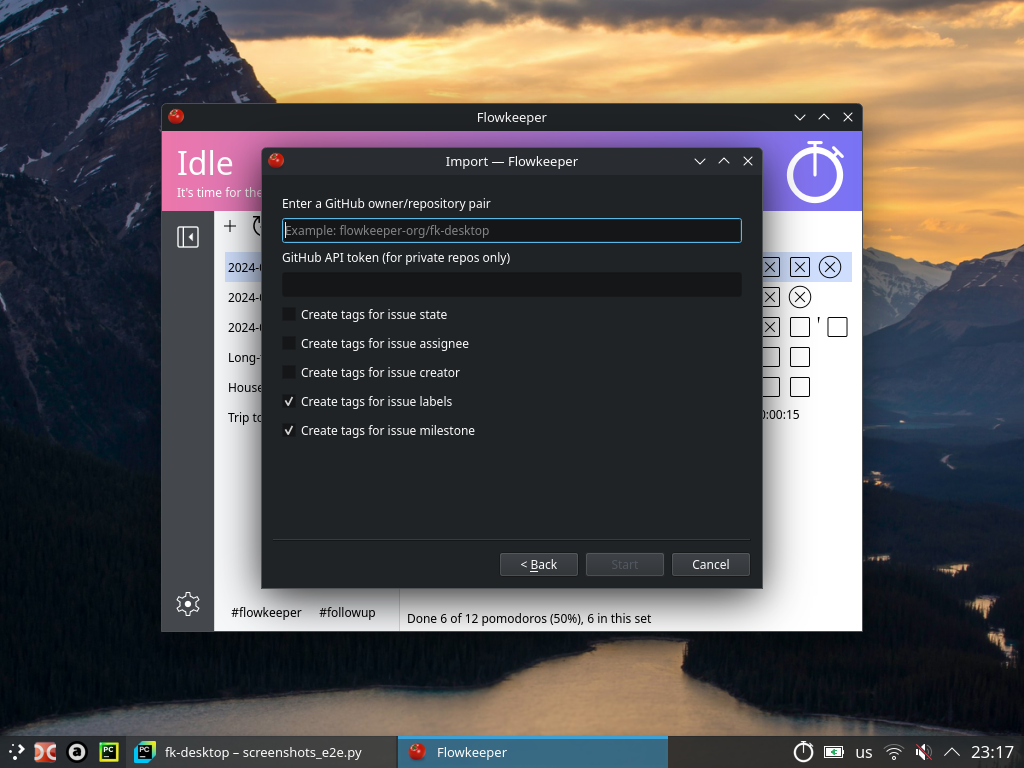 Flowkeeper
Idle
It's time for the
Import — Flowkeeper
Enter a GitHub owner/repository pair
Example: flowkeeper-org/fk-desktop
GitHub API token (for private repos only)
Create tags for issue state
Create tags for issue assignee
Create tags for issue creator
Create tags for issue labels
Create tags for issue milestone
< Back
Start
Cancel
2024-
2024-
2024-
Long-
House
Trip to
0:00:15
#flowkeeper #followup
Done 6 of 12 pomodoros (50%), 6 in this set
PC
PC
fk-desktop – screenshots_e2e.py
Flowkeeper
us
23:17